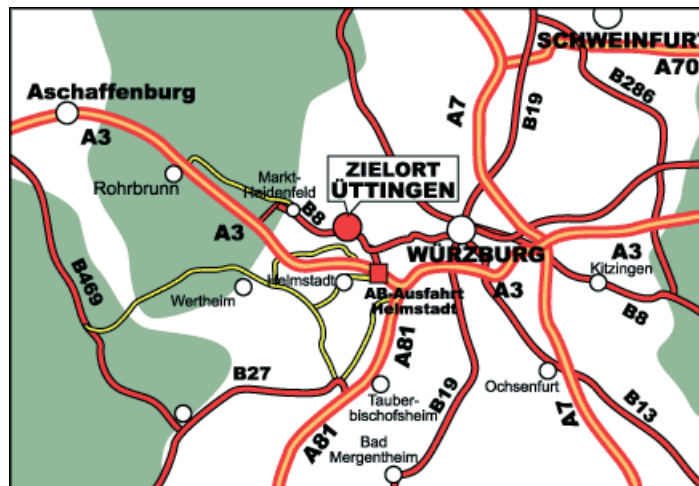 SCHWEINFURT
A70
B286
B19
A7
Aschaffenburg
A3
Rohrbrunn
Markt-
Heidenfeld
ZIELORT
ÜTTINGEN
B8
A3
WÜRZBURG
A3
Kitzingen
B8
Helmstadt
AB-Ausfahrt
Helmstadt
A3
Wertheim
B469
A81
B27
Tauber-
bischofsheim
B19
Ochsenfurt
B13
A7
A81
Bad
Mergentheim